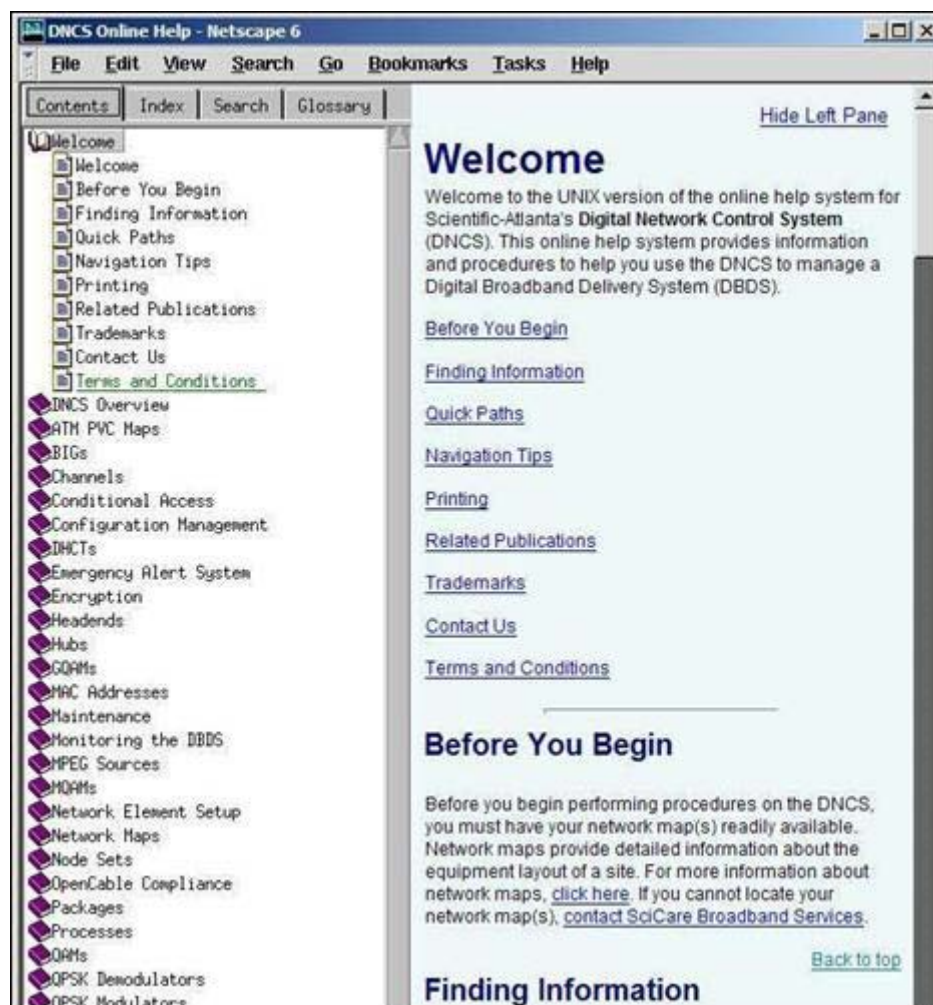 DNCS Online Help - Netscape 6
File Edit View Search Go Bookmarks Tasks Help
Contents Index Search Glossary
Welcome
Welcome
Before You Begin
Finding Information
Quick Paths
Navigation Tips
Printing
Related Publications
Trademarks
Contact Us
Terms and Conditions
DNCS Overview
ATM PVC Maps
BIGs
Channels
Conditional Access
Configuration Management
DHCTs
Emergency Alert System
Encryption
Headends
Hubs
GQAMs
MAC Addresses
Maintenance
Monitoring the DBDS
MPEG Sources
MQAMs
Network Element Setup
Network Maps
Node Sets
OpenCable Compliance
Packages
Processes
QAMs
QPSK Demodulators
QPSK Modulators
Hide Left Pane
Welcome
Welcome to the UNIX version of the online help system for
Scientific-Atlanta's Digital Network Control System
(DNCS). This online help system provides information
and procedures to help you use the DNCS to manage a
Digital Broadband Delivery System (DBDS).
Before You Begin
Finding Information
Quick Paths
Navigation Tips
Printing
Related Publications
Trademarks
Contact Us
Terms and Conditions
Before You Begin
Before you begin performing procedures on the DNCS,
you must have your network map(s) readily available.
Network maps provide detailed information about the
equipment layout of a site. For more information about
network maps, click here. If you cannot locate your
network map(s), contact SciCare Broadband Services.
Back to top
Finding Information